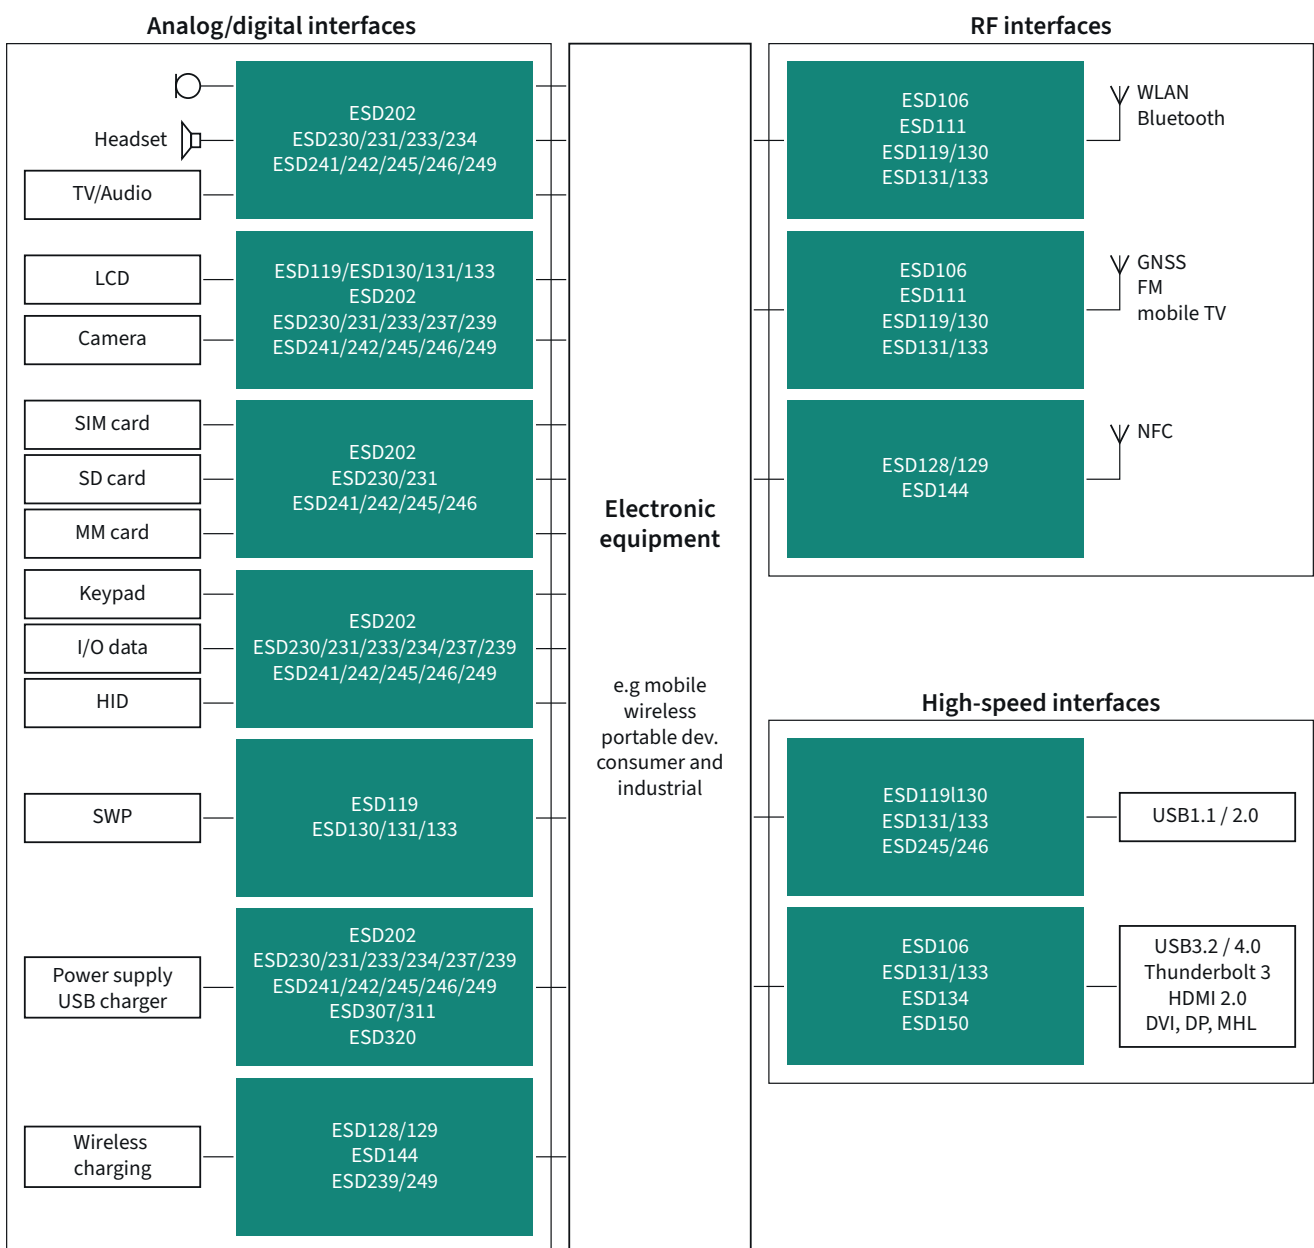 Analog/digital interfaces
Headset
TV/Audio
ESD202
ESD230/231/233/234
ESD241/242/245/246/249
LCD
Camera
ESD119/ESD130/131/133
ESD202
ESD230/231/233/237/239
ESD241/242/245/246/249
SIM card
SD card
MM card
ESD202
ESD230/231
ESD241/242/245/246
Keypad
I/O data
HID
ESD202
ESD230/231/233/234/237/239
ESD241/242/245/246/249
SWP
ESD119
ESD130/131/133
Power supply
USB charger
ESD202
ESD230/231/233/234/237/239
ESD241/242/245/246/249
ESD307/311
ESD320
Wireless
charging
ESD128/129
ESD144
ESD239/249
Electronic
equipment
e.g mobile
wireless
portable dev.
consumer and
industrial
RF interfaces
ESD106
ESD111
ESD119/130
ESD131/133
WLAN
Bluetooth
ESD106
ESD111
ESD119/130
ESD131/133
GNSS
FM
mobile TV
ESD128/129
ESD144
NFC
High-speed interfaces
ESD119l130
ESD131/133
ESD245/246
USB1.1 / 2.0
ESD106
ESD131/133
ESD134
ESD150
USB3.2 / 4.0
Thunderbolt 3
HDMI 2.0
DVI, DP, MHL